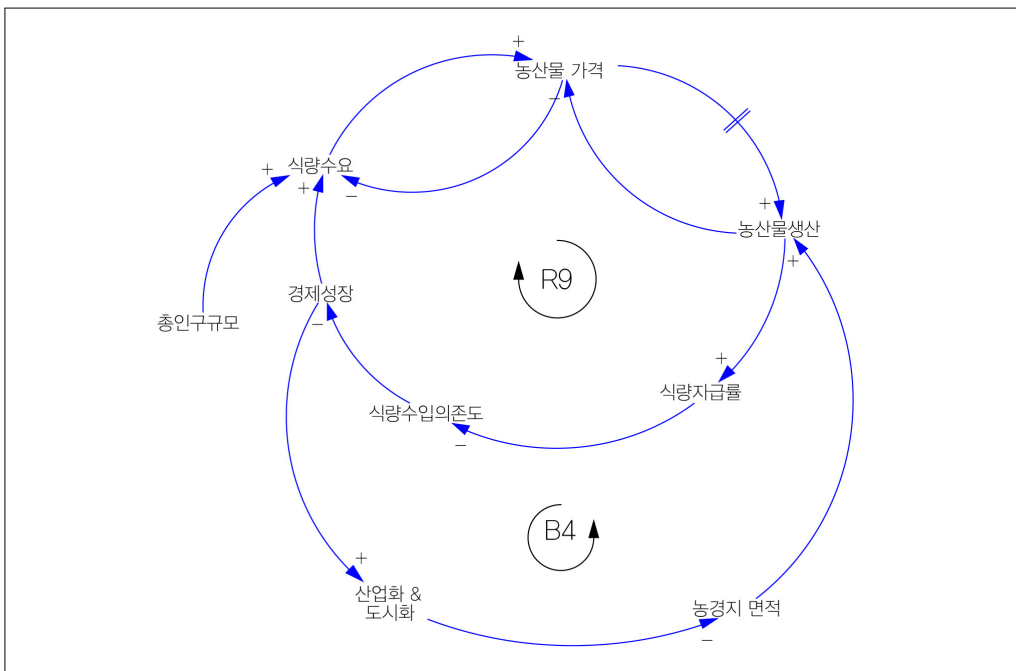 +
농산물 가격
–
+
식량수요
+
–
+
농산물생산
+
R9
경제성장
–
총인구규모
+
식량자급률
식량수입의존도
–
B4
+
산업화 &
도시화
농경지 면적
–